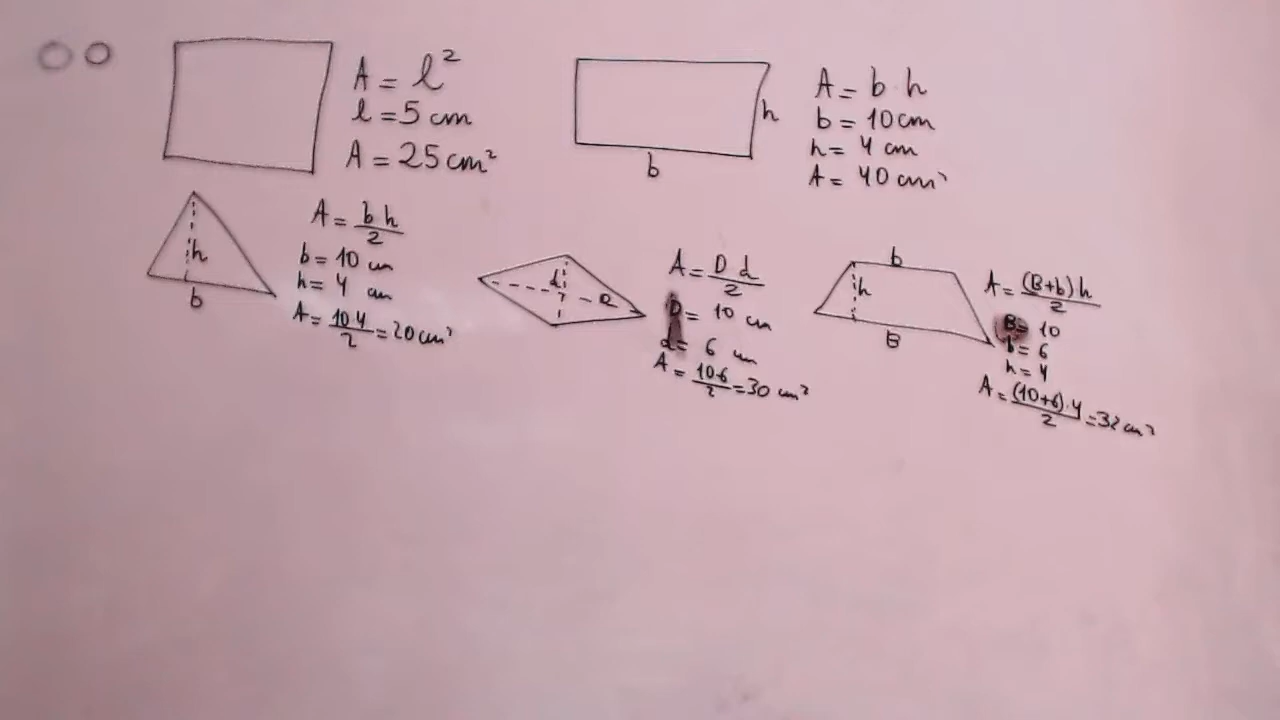 A = l²
l = 5 cm
A = 25 cm²
h
b
A = b h
b = 10 cm
h = 4 cm
A = 40 cm²
h
b
A = b h / 2
b = 10 cm
h = 4 cm
A = 10·4 / 2 = 20 cm²
d
D
A = D d / 2
D = 10 cm
d = 6 cm
A = 10·6 / 2 = 30 cm²
b
h
B
A = (B+b) h / 2
B = 10
b = 6
h = 4
A = (10+6)·4 / 2 = 32 cm²